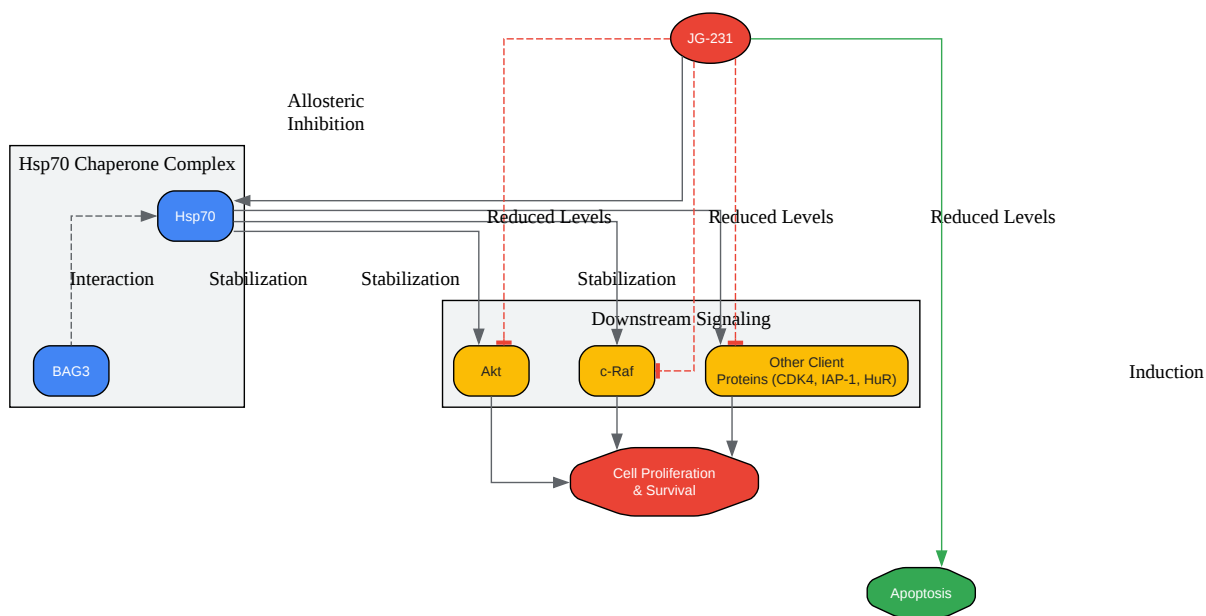 JG-231
Allosteric
Inhibition
Hsp70 Chaperone Complex
Hsp70
Reduced Levels
Reduced Levels
Reduced Levels
Interaction
Stabilization
Stabilization
Stabilization
Downstream Signaling
BAG3
Akt
c-Raf
Other Client
Proteins (CDK4, IAP-1, HuR)
Induction
Cell Proliferation
& Survival
Apoptosis